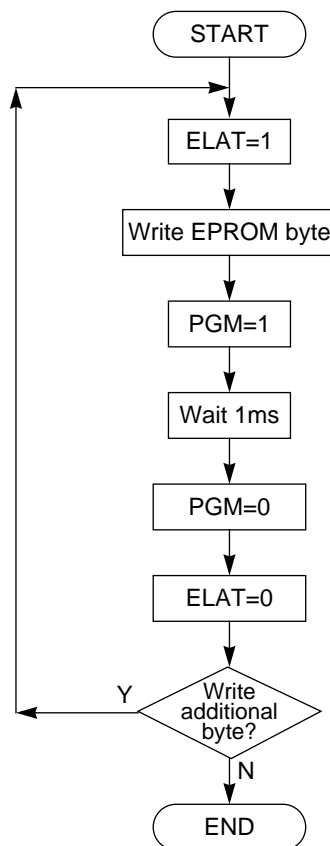 START
ELAT=1
Write EPROM byte
PGM=1
Wait 1ms
PGM=0
ELAT=0
Write
additional
byte?
Y
N
END